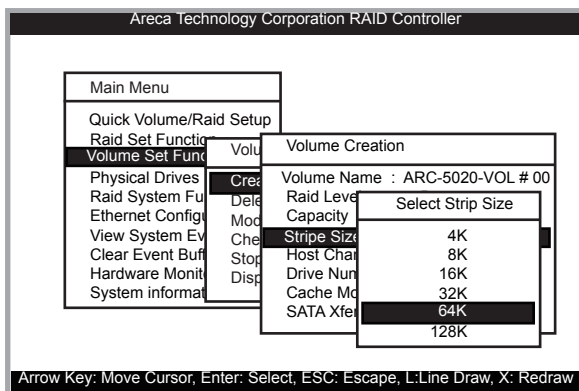 Areca Technology Corporation RAID Controller
Main Menu
Quick Volume/Raid Setup
Raid Set Function
Volume Set Func
Physical Drives
Raid System Fu
Ethernet Configu
View System Ev
Clear Event Buff
Hardware Monit
System informat
Volu
Crea
Dele
Mod
Che
Stop
Disp
Volume Creation
Volume Name : ARC-5020-VOL # 00
Raid Leve
Capacity
Stripe Size
Host Chan
Drive Num
Cache Mo
SATA Xfer
Select Strip Size
4K
8K
16K
32K
64K
128K
Arrow Key: Move Cursor, Enter: Select, ESC: Escape, L:Line Draw, X: Redraw